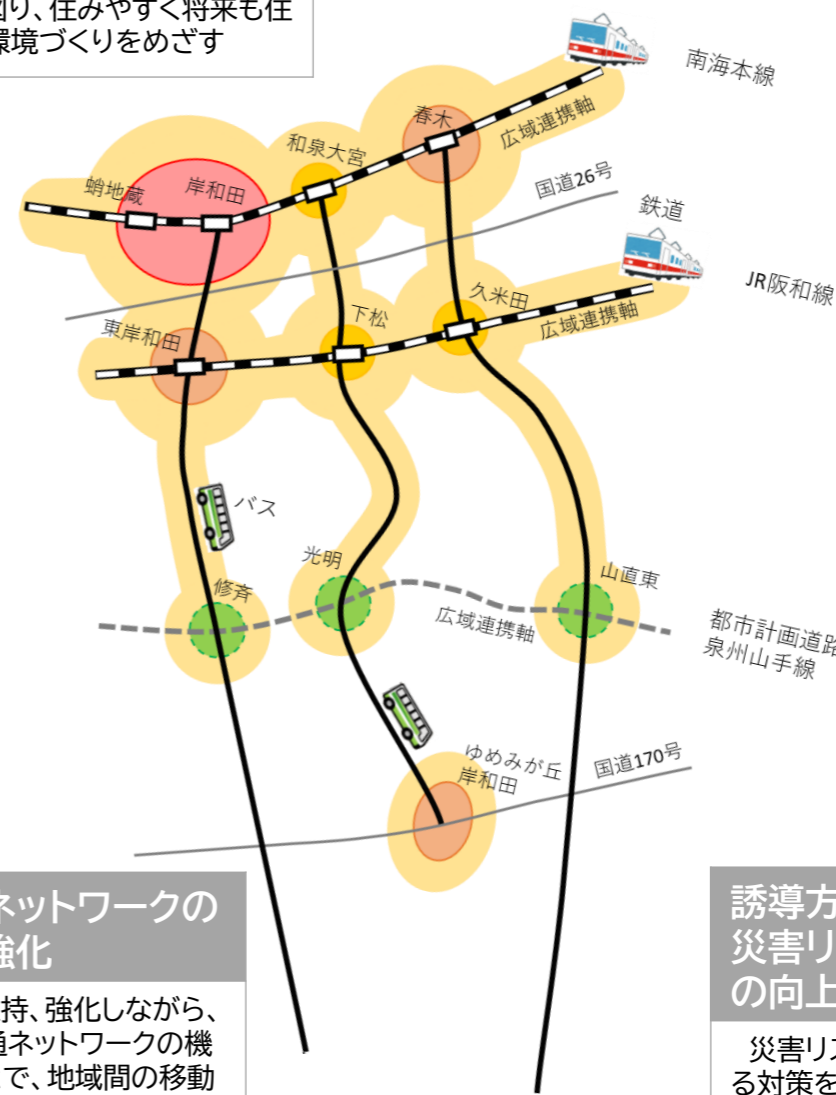 図り、住みやすく将来も住
環境づくりをめざす
南海本線
春木
広域連携軸
和泉大宮
蛸地蔵
岸和田
国道26号
鉄道
JR阪和線
久米田
広域連携軸
下松
東岸和田
バス
光明
修斉
山直東
広域連携軸
都市計画道路
泉州山手線
ゆめみが丘
岸和田
国道170号
ネットワークの
強化
持、強化しながら、
通ネットワークの機
で、地域間の移動
誘導方
災害リ
の向上
災害リス
る対策を